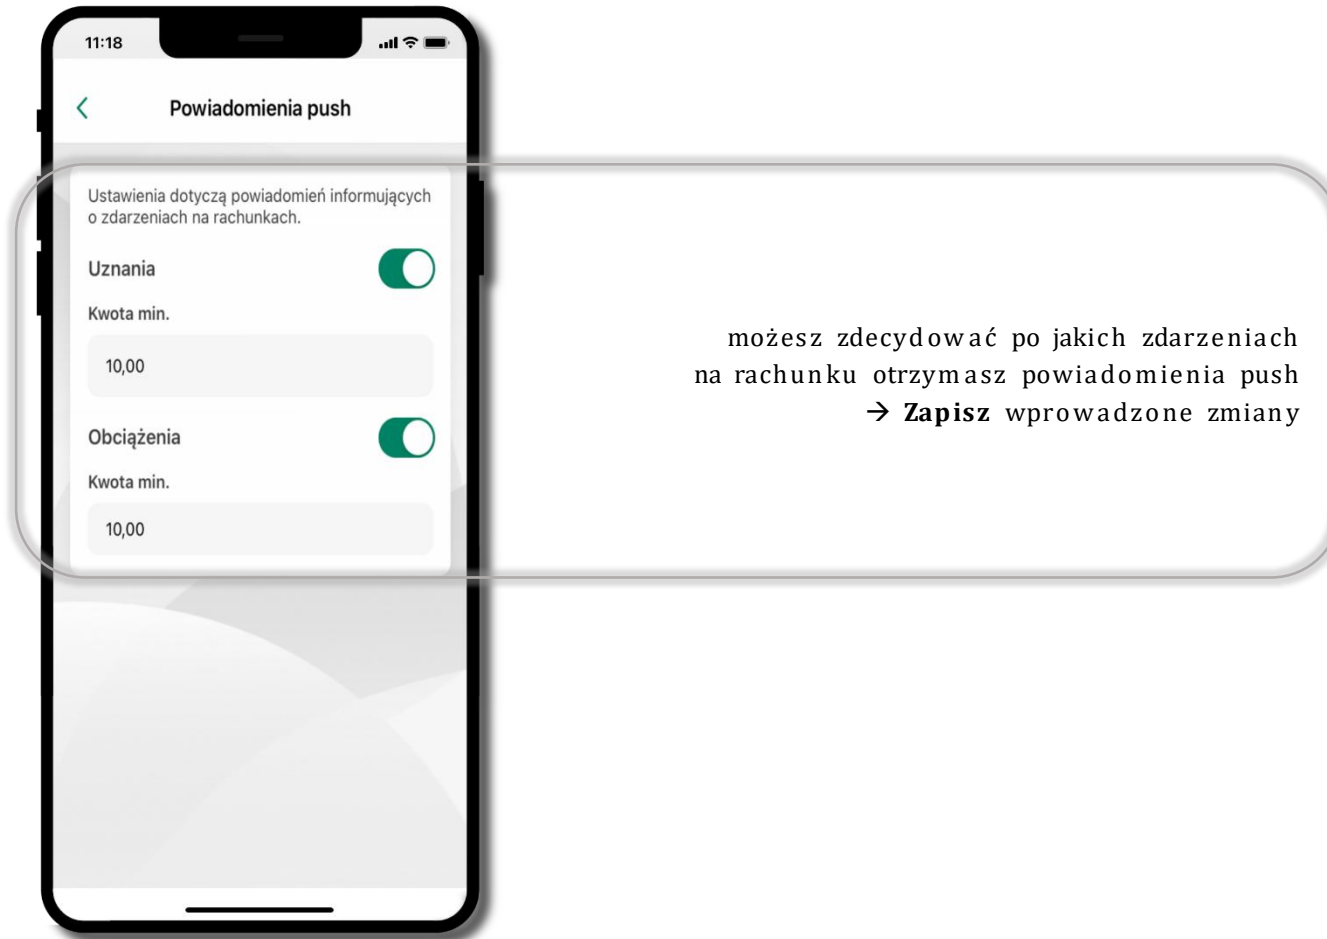 11:18
Powiadomienia push
Ustawienia dotyczą powiadomień informujących
o zdarzeniach na rachunkach.
Uznania
Kwota min.
10,00
Obciążenia
Kwota min.
10,00
możesz zdecydować po jakich zdarzeniach
na rachunku otrzymasz powiadomienia push
→ Zapisz wprowadzone zmiany